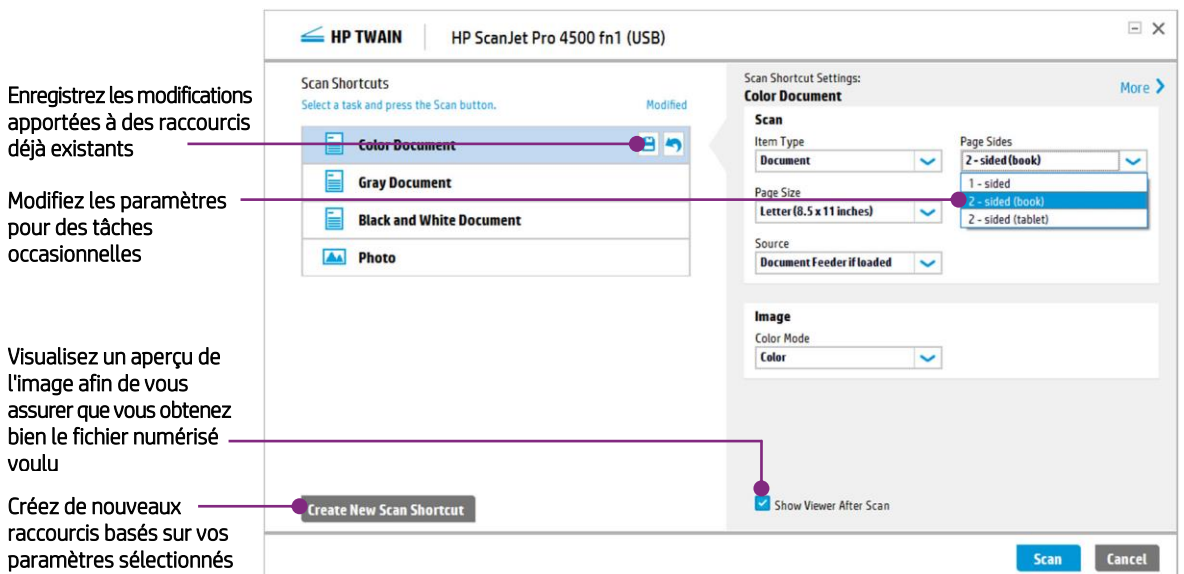 HP TWAIN
HP ScanJet Pro 4500 fn1 (USB)
Enregistrez les modifications
apportées à des raccourcis
déjà existants
Modifiez les paramètres
pour des tâches
occasionnelles
Visualisez un aperçu de
l'image afin de vous
assurer que vous obtenez
bien le fichier numérisé
voulu
Créez de nouveaux
raccourcis basés sur vos
paramètres sélectionnés
Scan Shortcuts
Select a task and press the Scan button.
Modified
Color Document
Gray Document
Black and White Document
Photo
Create New Scan Shortcut
Scan Shortcut Settings:
Color Document
More
Scan
Item Type
Document
Page Sides
2 - sided (book)
1 - sided
2 - sided (book)
2 - sided (tablet)
Page Size
Letter (8.5 x 11 inches)
Source
Document Feeder if loaded
Image
Color Mode
Color
Show Viewer After Scan
Scan
Cancel